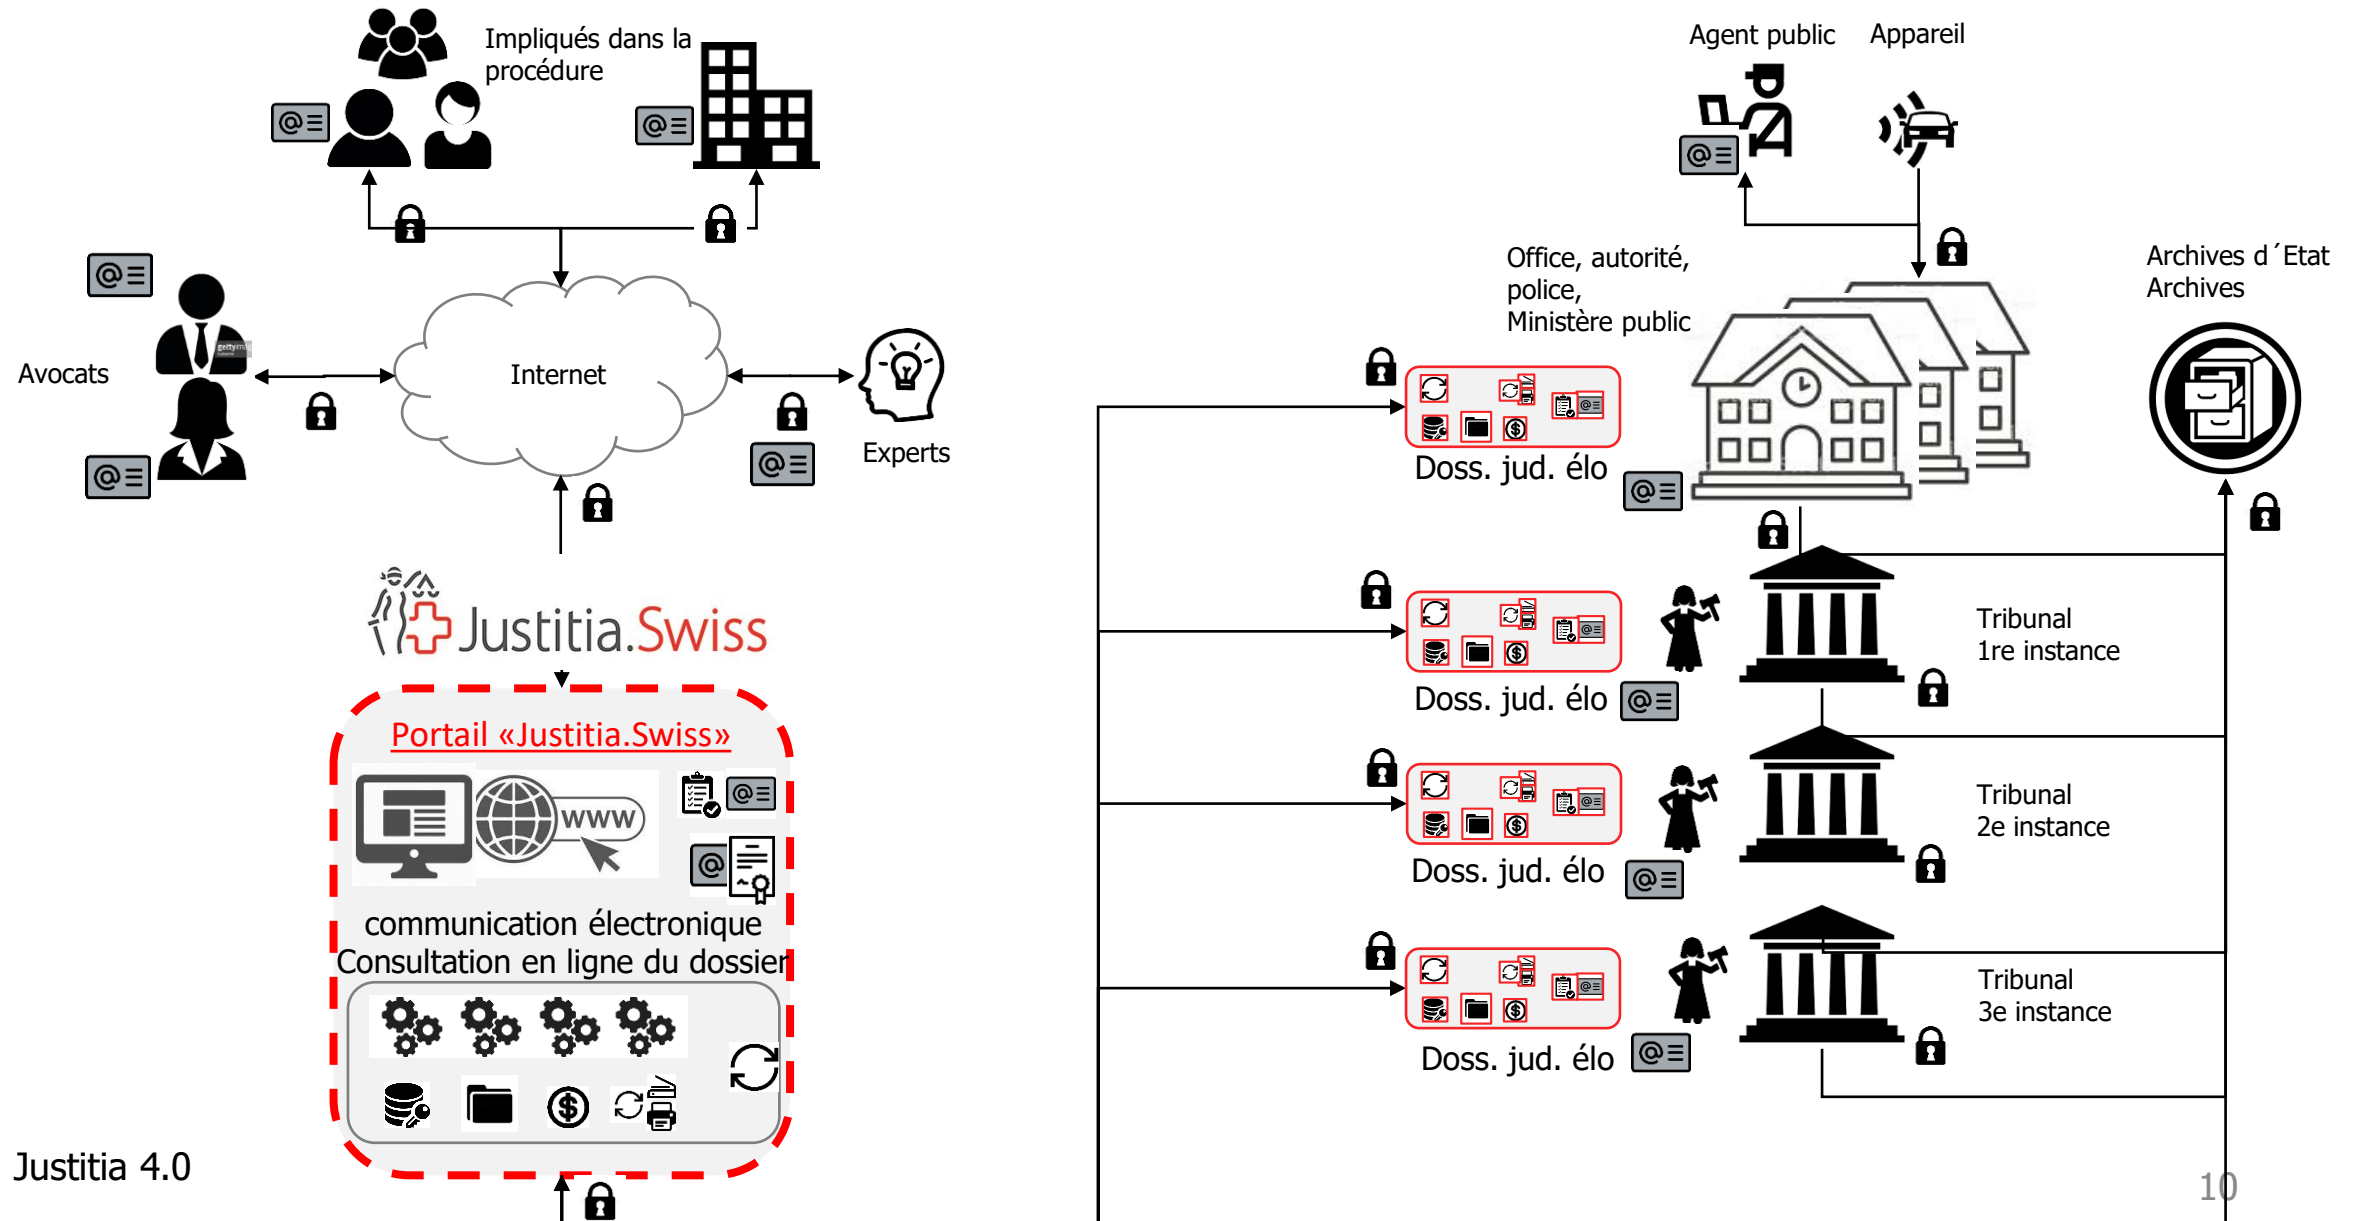 Impliqués dans la
procédure
Agent public
Appareil
Office, autorité,
police,
Ministère public
Archives d´Etat
Archives
Avocats
gettyima
Internet
Experts
Doss. jud. élo
Justitia.Swiss
Tribunal
1re instance
Doss. jud. élo
Portail «Justitia.Swiss»
www
Tribunal
2e instance
Doss. jud. élo
communication électronique
Consultation en ligne du dossier
Tribunal
3e instance
Doss. jud. élo
Justitia 4.0
10